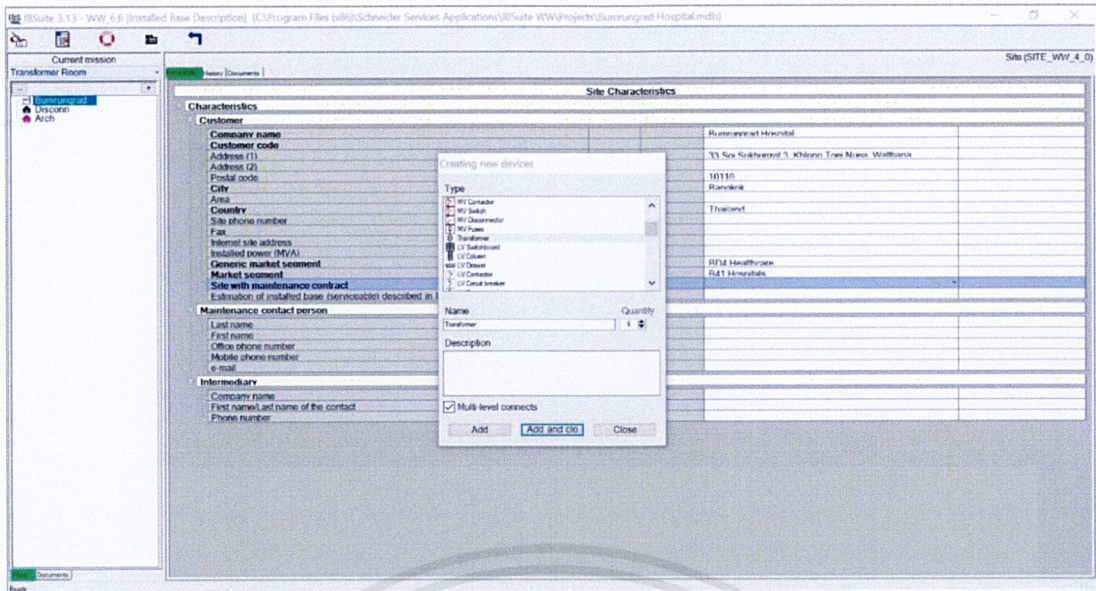 IBSuite 3.13 - WW_6.6 [Installed Base Description] (C:\Program Files (x86)\Schneider Services Applications\IBSuite WW\Projects\Bumrungrad Hospital.mdb)
Current mission
Site (SITE_WW_4_0)
Transformer Room
History Documents
Site Characteristics
Bumrungrad
Disconn
Arch
Characteristics
Customer
Company name Bumrungrad Hospital
Customer code
Address (1) 33 Soi Sukhumvit 3, Khlong Toei Nuea, Watthana,
Address (2)
Postal code 10110
City Bangkok
Area
Country Thailand
Site phone number
Fax
Internet site address
Installed power (MVA)
Generic market segment BD4 Healthcare
Market segment B41 Hospitals
Site with maintenance contract
Estimation of installed base (serviceable) described in
Maintenance contact person
Last name
First name
Office phone number
Mobile phone number
e-mail
Intermediary
Company name
First name/Last name of the contact
Phone number
Creating new devices
Type
MV Contactor
MV Switch
MV Disconnector
MV Fuses
Transformer
LV Switchboard
LV Column
LV Drawer
LV Contactor
LV Circuit breaker
Name Quantity
Transformer
Description
Multi-level connects
Add Add and clo Close
Documents
Ready